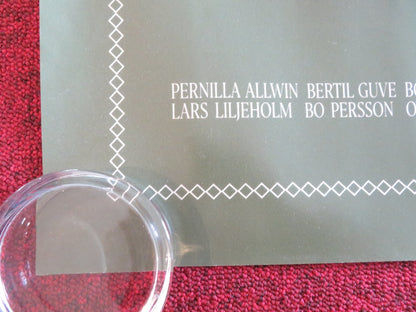 PERNILLA ALLWIN BERTIL GUVE
LARS LILJEHOLM BO PERSSON